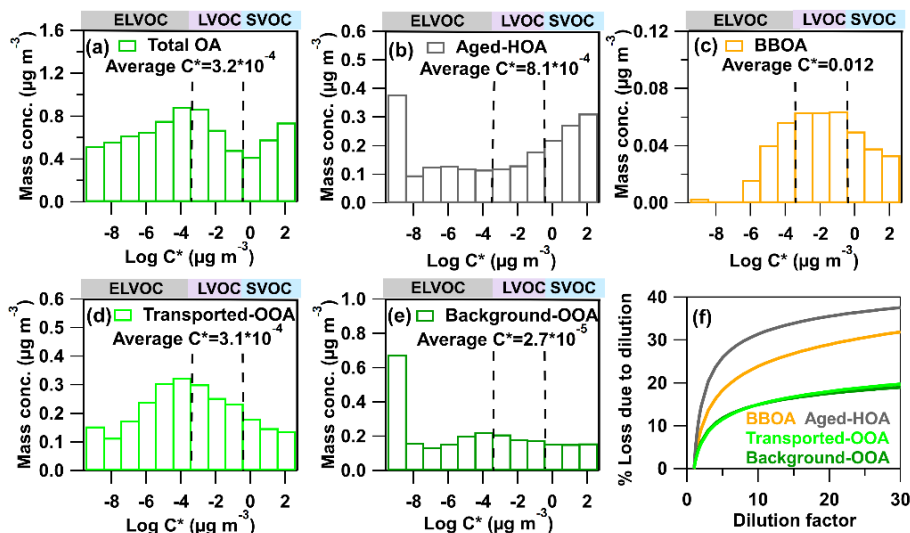 ELVOC LVOC SVOC
(a) Total OA
Average C*=3.2*10-4
Mass conc. (µg m-3)
1.6
1.2
0.8
0.4
0.0
-8 -6 -4 -2 0 2
Log C* (µg m-3)
(b) Aged-HOA
Average C*=8.1*10-4
Mass conc. (µg m-3)
0.6
0.5
0.4
0.3
0.2
0.1
0.0
-8 -6 -4 -2 0 2
Log C* (µg m-3)
ELVOC LVOC SVOC
(c) BBOA
Average C*=0.012
Mass conc. (µg m-3)
0.12
0.08
0.04
0.00
-8 -6 -4 -2 0 2
Log C* (µg m-3)
ELVOC LVOC SVOC
(d) Transported-OOA
Average C*=3.1*10-4
Mass conc. (µg m-3)
0.6
0.5
0.4
0.3
0.2
0.1
0.0
-8 -6 -4 -2 0 2
Log C* (µg m-3)
ELVOC LVOC SVOC
(e) Background-OOA
Average C*=2.7*10-5
Mass conc. (µg m-3)
1.0
0.8
0.6
0.4
0.2
0.0
-8 -6 -4 -2 0 2
Log C* (µg m-3)
ELVOC LVOC SVOC
(f)
% Loss due to dilution
40
30
20
10
0
BBOA Aged-HOA
Transported-OOA
Background-OOA
0 10 20 30
Dilution factor